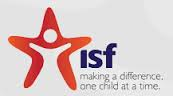 isf
making a difference.
one child at a time.